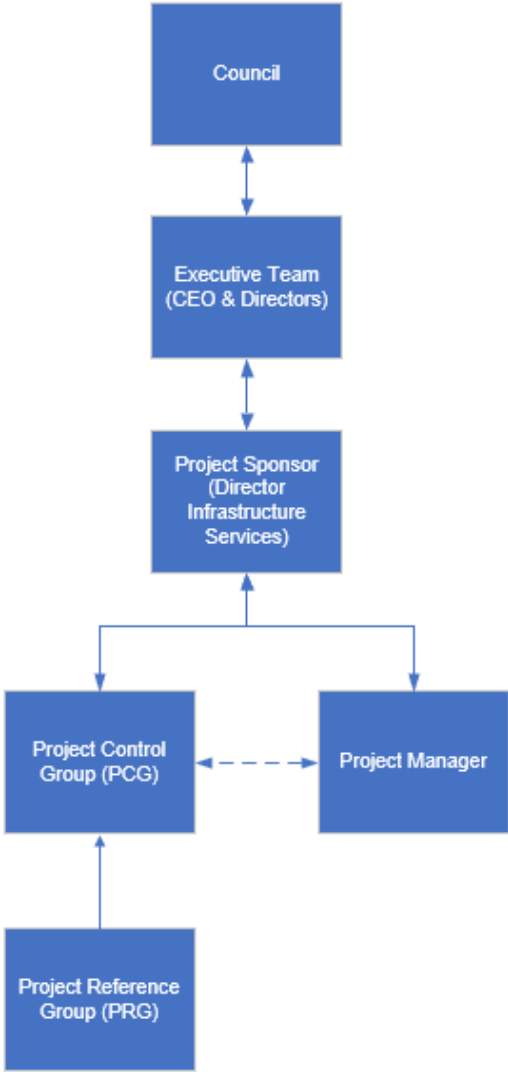 Council
Executive Team
(CEO & Directors)
Project Sponsor
(Director
Infrastructure
Services)
Project Control
Group (PCG)
Project Manager
Project Reference
Group (PRG)